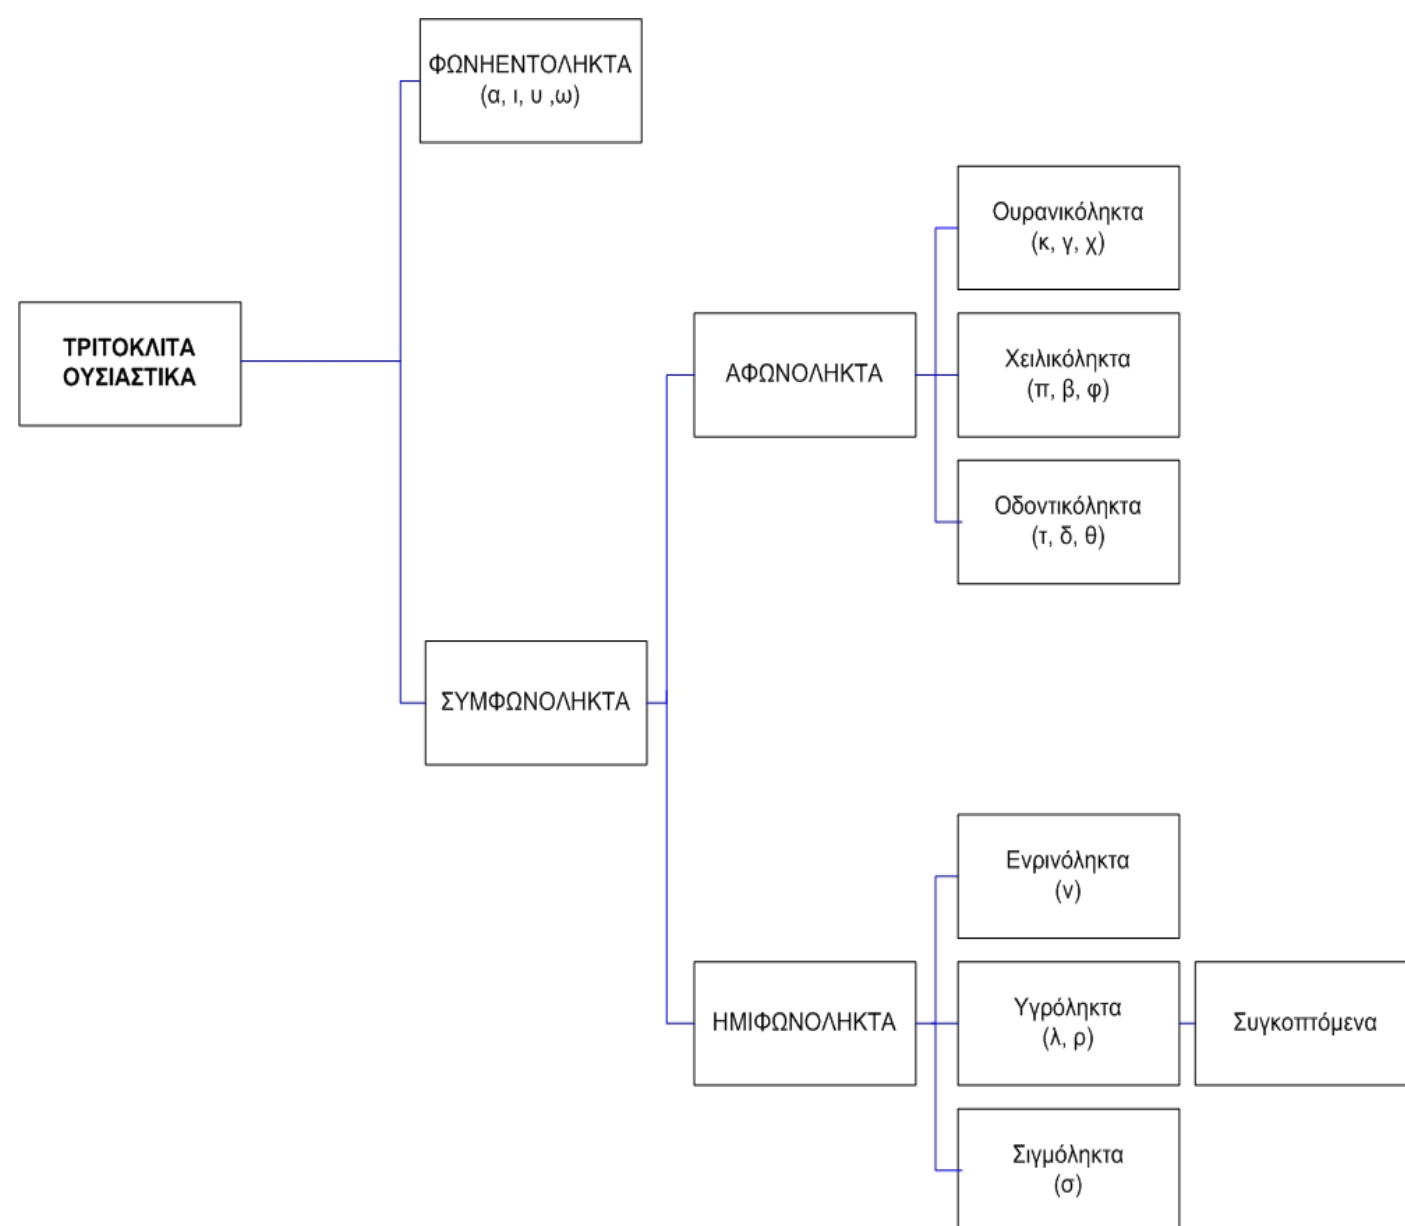 ΦΩΝΗΕΝΤΟΛΗΚΤΑ
(α, ι, υ ,ω)
Ουρανικόληκτα
(κ, γ, χ)
ΤΡΙΤΟΚΛΙΤΑ
ΟΥΣΙΑΣΤΙΚΑ
ΑΦΩΝΟΛΗΚΤΑ
Χειλικόληκτα
(π, β, φ)
Οδοντικόληκτα
(τ, δ, θ)
ΣΥΜΦΩΝΟΛΗΚΤΑ
Ενρινόληκτα
(ν)
ΗΜΙΦΩΝΟΛΗΚΤΑ
Υγρόληκτα
(λ, ρ)
Συγκοπτόμενα
Σιγμόληκτα
(σ)